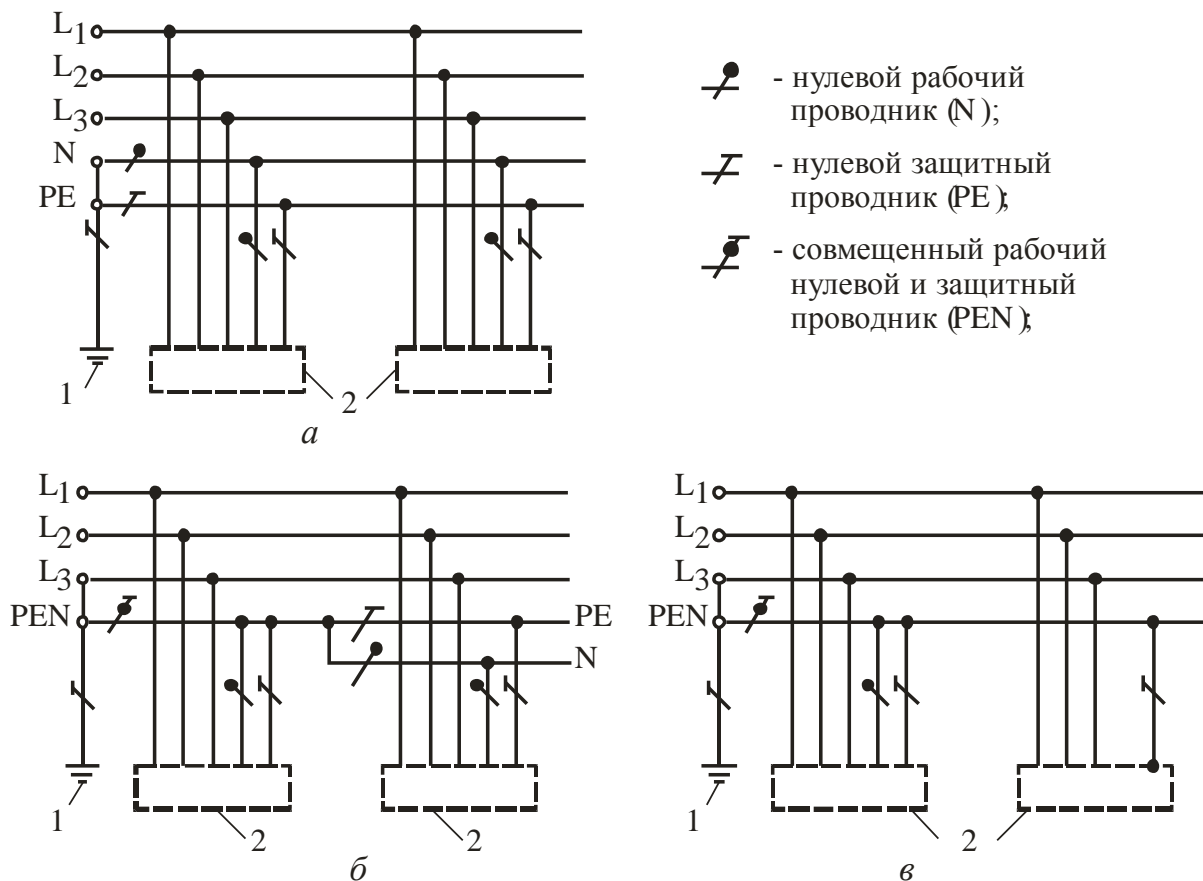 L1
L2
L3
N
PE
1
2
а
- нулевой рабочий
проводник (N);
- нулевой защитный
проводник (PE);
- совмещенный рабочий
нулевой и защитный
проводник (PEN);
L1
L2
L3
PEN
PE
N
1
2
2
б
L1
L2
L3
PEN
1
2
в